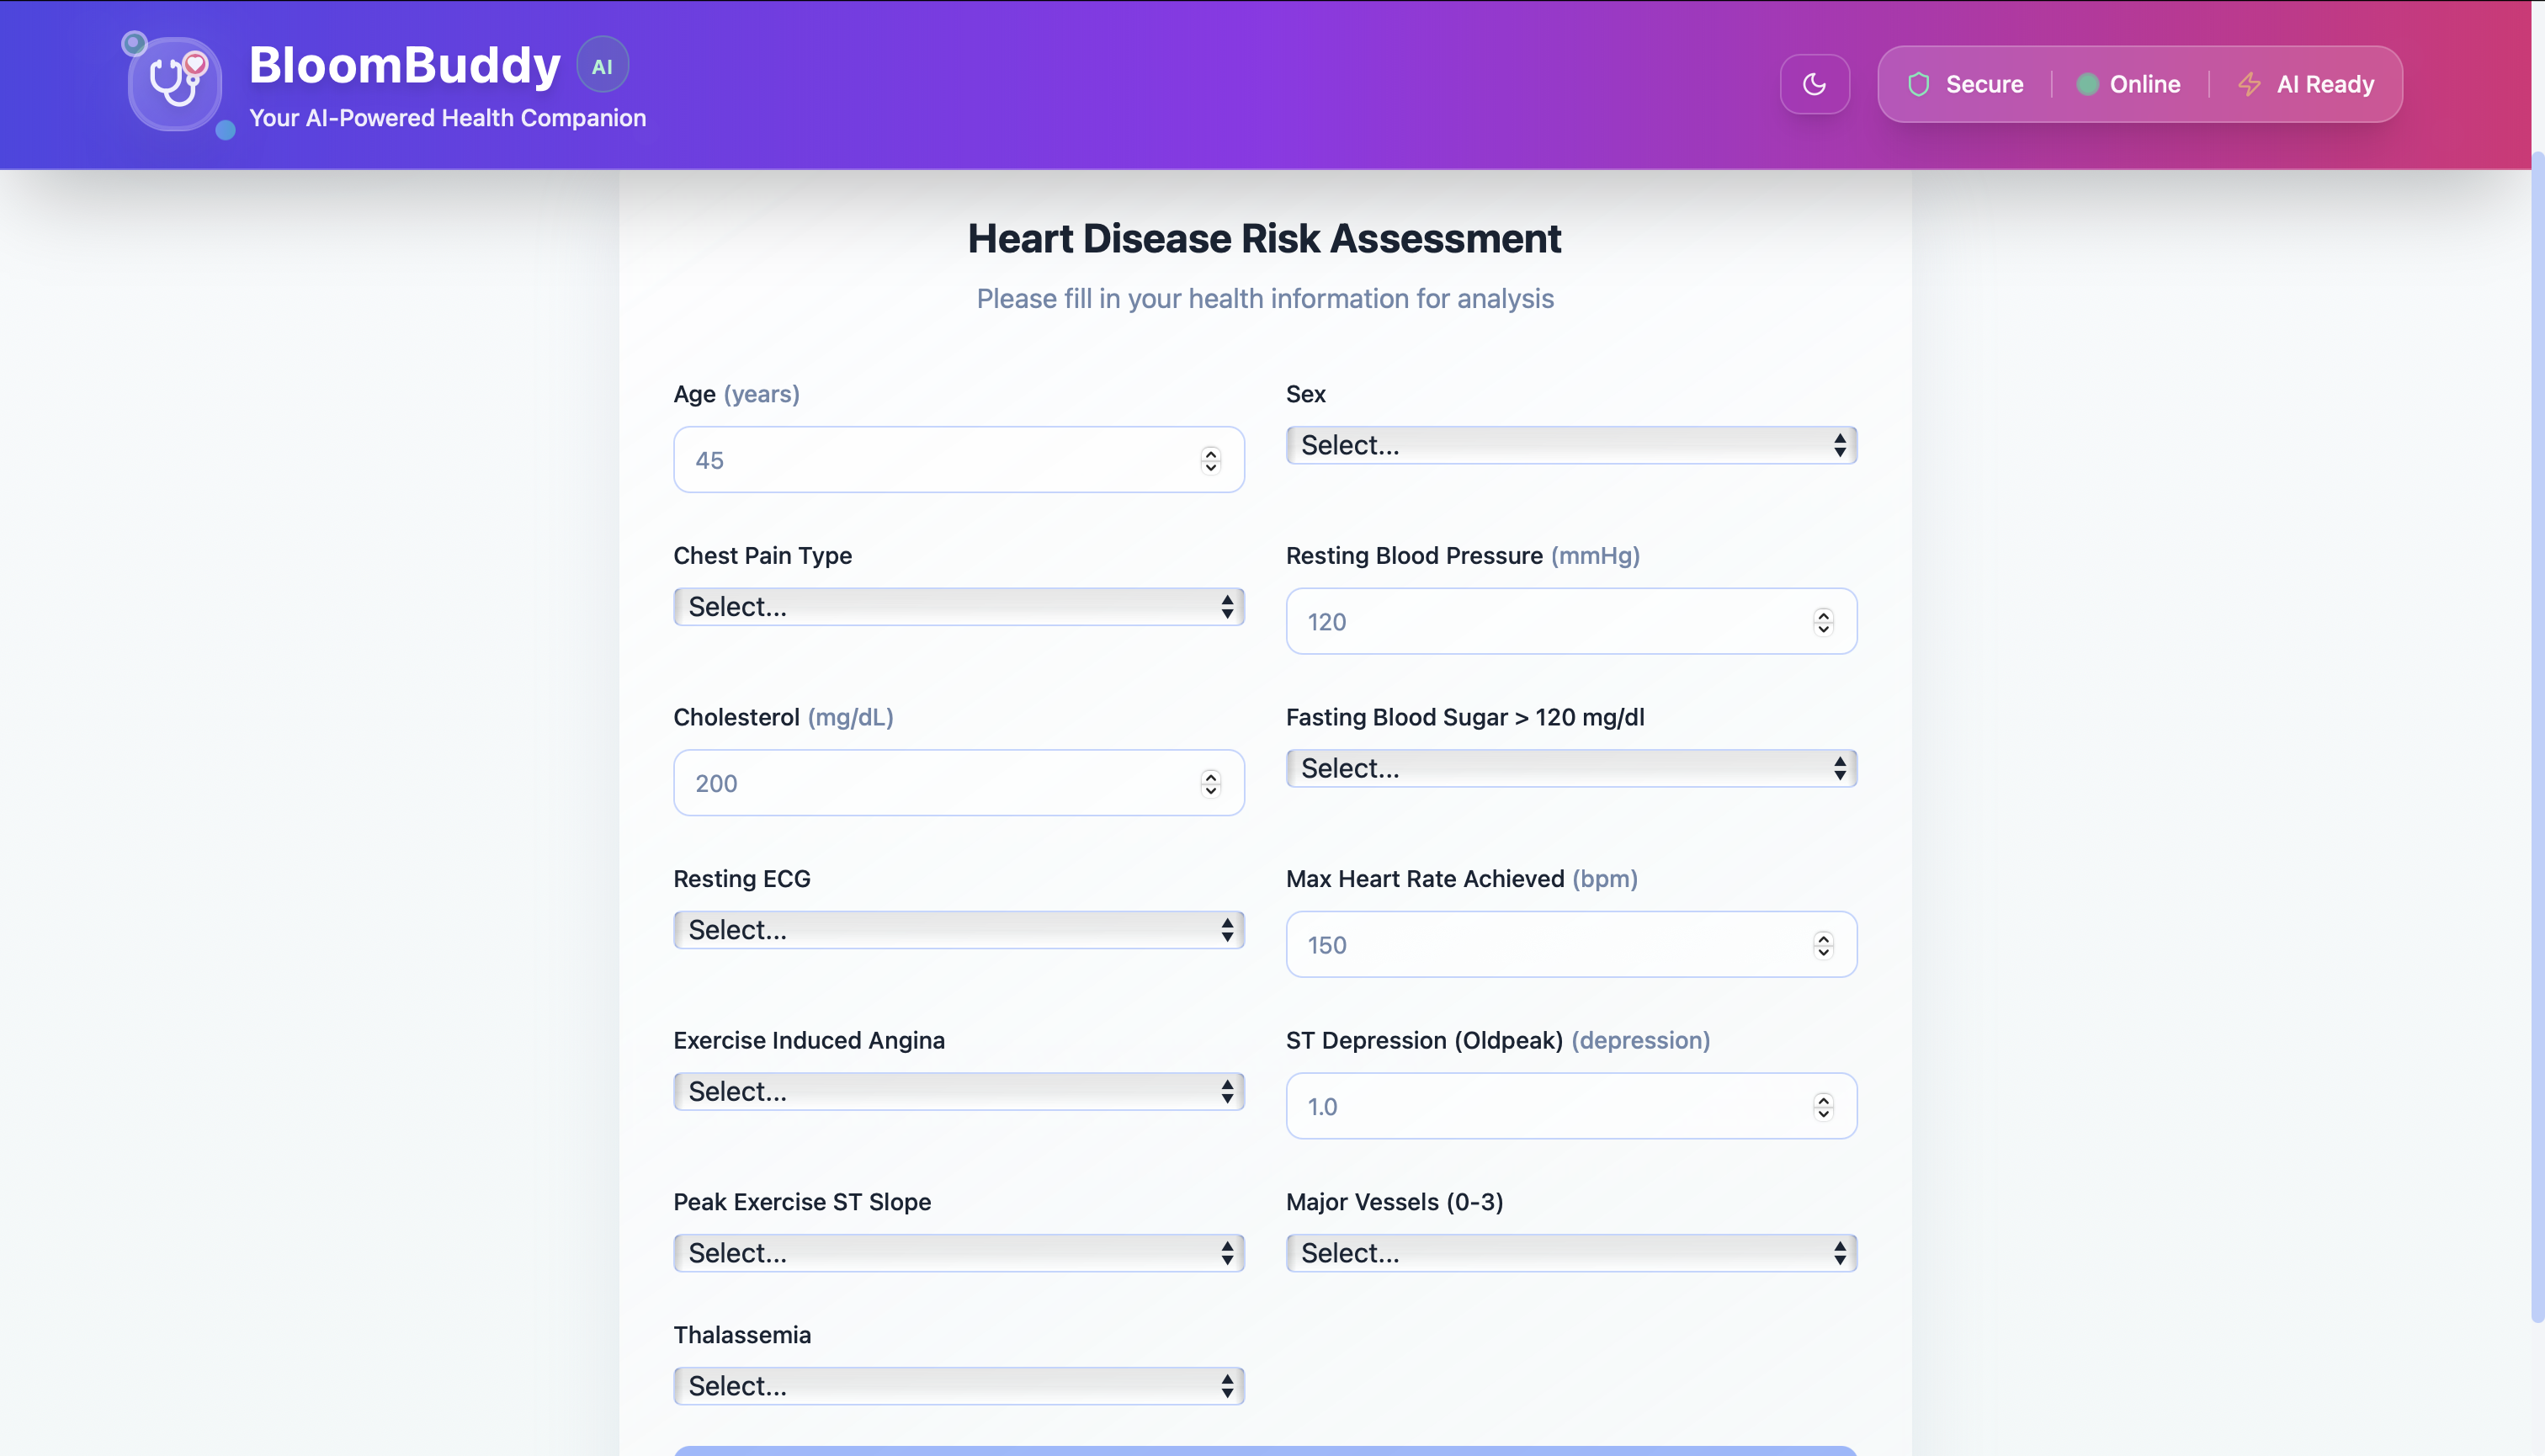 BloomBuddy AI
Your AI-Powered Health Companion
Secure
Online
AI Ready
Heart Disease Risk Assessment
Please fill in your health information for analysis
Age (years)
45
Sex
Select...
Chest Pain Type
Select...
Resting Blood Pressure (mmHg)
120
Cholesterol (mg/dL)
200
Fasting Blood Sugar > 120 mg/dl
Select...
Resting ECG
Select...
Max Heart Rate Achieved (bpm)
150
Exercise Induced Angina
Select...
ST Depression (Oldpeak) (depression)
1.0
Peak Exercise ST Slope
Select...
Major Vessels (0-3)
Select...
Thalassemia
Select...